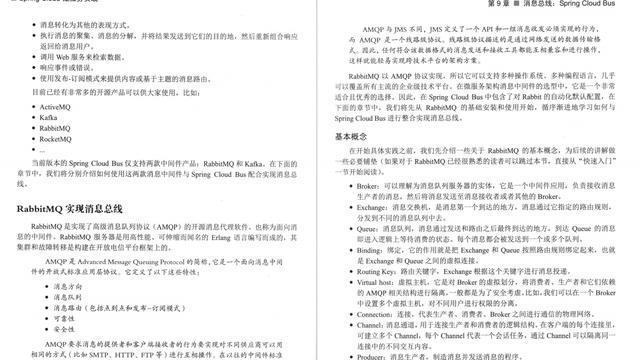 第 9 章 ■ 消息总线：Spring Cloud Bus
• 消息转化为其他的表现方式。
• 执行消息的聚集、消息的分解，并将结果发送到它们的目的地，然后重新组合响应
返回给消息用户。
• 调用 Web 服务来检索数据。
• 响应事件或错误。
• 使用发布-订阅模式来提供内容或基于主题的消息路由。
目前已经有非常多的开源产品可以供大家使用，比如：
• ActiveMQ
• Kafka
• RabbitMQ
• RocketMQ
• ...
当前版本的 Spring Cloud Bus 仅支持两款中间件产品：RabbitMQ 和 Kafka。在下面的
章节中，我们将分别介绍如何使用这两款消息中间件与 Spring Cloud Bus 配合实现消息总
线。
RabbitMQ 实现消息总线
RabbitMQ 是实现了高级消息队列协议（AMQP）的开源消息代理软件，也称为面向消
息的中间件。RabbitMQ 服务器是用高性能、可伸缩而闻名的 Erlang 语言编写而成的，其
集群和故障转移是构建在开放电信平台框架上的。
AMQP 是 Advanced Message Queuing Protocol 的简称，它是一个面向消息中间
件的开放式标准应用层协议。它定义了以下这些特性：
• 消息方向
• 消息队列
• 消息路由（包括点到点和发布-订阅模式）
• 可靠性
• 安全性
AMQP 要求消息的提供者和客户端接收者的行为要实现对不同供应商可以用
相同的方式（比如 SMTP、HTTP、FTP 等）进行互相操作。在以往的中间件标准
AMQP 与 JMS 不同，JMS 定义了一个 API 和一组消息收发必须实现的行为，
而 AMQP 是一个线路级协议。线路级协议描述的是通过网络发送的数据传输格
式。因此，任何符合该数据格式的消息发送和接收工具都能互相兼容和进行操作，
这样就能轻易实现跨技术平台的架构方案。
RabbitMQ 以 AMQP 协议实现，所以它可以支持多种操作系统、多种编程语言，几乎
可以覆盖所有主流的企业级技术平台。在微服务架构消息中间件的选型中，它是一个非常
适合且优秀的选择。因此，在 Spring Cloud Bus 中包含了对 Rabbit 的自动化默认配置，在
下面的章节中，我们将先从 RabbitMQ 的基础安装和使用开始，循序渐进地学习如何与
Spring Cloud Bus 进行整合实现消息总线。
基本概念
在开始具体实践之前，我们先介绍一些关于 RabbitMQ 的基本概念，为后续的讲解做
一些必要铺垫（如果对于 RabbitMQ 已经很熟悉的读者可以跳过本节，直接从“快速入门”
一节开始阅读）。
• Broker：可以理解为消息队列服务器的实体，它是一个中间件应用，负责接收消息
生产者的消息，然后将消息发送至消息接收者或者其他的 Broker。
• Exchange：消息交换机，是消息第一个到达的地方，消息通过它指定的路由规则，
分发到不同的消息队列中去。
• Queue：消息队列，消息通过发送和路由之后最终到达的地方，到达 Queue 的消息
即进入逻辑上等待消费的状态。每个消息都会被发送到一个或多个队列。
• Binding：绑定，它的作用就是把 Exchange 和 Queue 按照路由规则绑定起来，也就
是 Exchange 和 Queue 之间的虚拟连接。
• Routing Key：路由关键字，Exchange 根据这个关键字进行消息投递。
• Virtual host：虚拟主机，它是对 Broker 的虚拟划分，将消费者、生产者和它们依赖
的 AMQP 相关结构进行隔离，一般都是为了安全考虑。比如，我们可以在一个 Broker
中设置多个虚拟主机，对不同用户进行权限的分离。
• Connection：连接，代表生产者、消费者、Broker 之间进行通信的物理网络。
• Channel：消息通道，用于连接生产者和消费者的逻辑结构。在客户端的每个连接里，
可建立多个 Channel，每个 Channel 代表一个会话任务，通过 Channel 可以隔离同一
连接中的不同交互内容。
• Producer：消息生产者，制造消息并发送消息的程序。